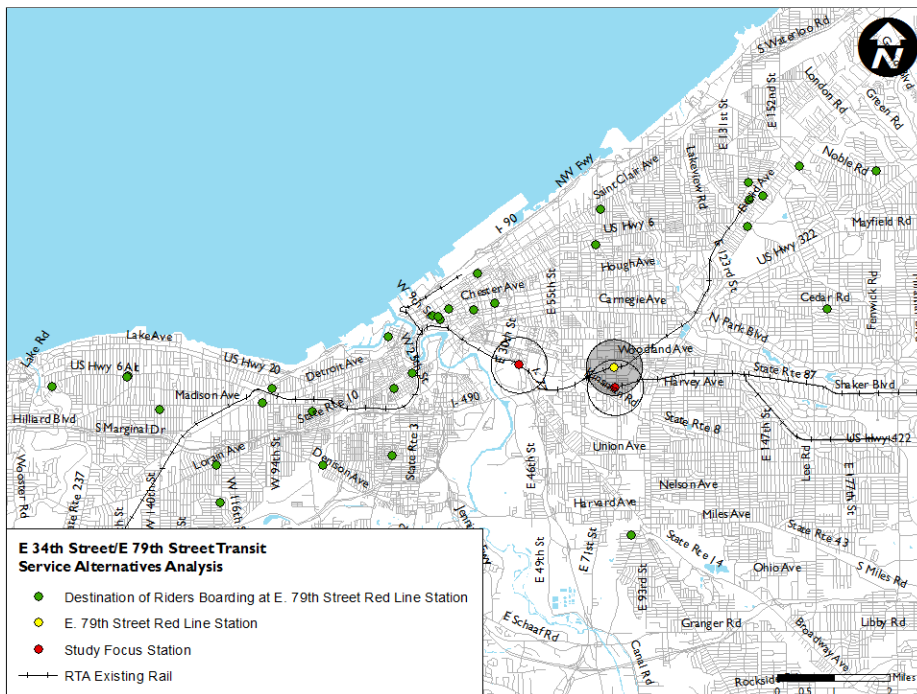 S Waterloo Rd
N
London Rd
Green Rd
E 152nd St
E 131st St
Lakeview Rd
Noble Rd
NW Fwy
Saint Clair Ave
Euclid Ave
Mayfield Rd
I- 90
US Hwy 6
US Hwy 322
E 123rd St
Hough Ave
E 55th St
Chester Ave
Carnegie Ave
Cedar Rd
Fenwick Rd
W 9th St
N Park Blvd
Lake Rd
Lake Ave
US Hwy 20
Detroit Ave
W 25th St
E 30th St
I-77
Woodland Ave
US Hwy 6 Alt
Madison Ave
State Rte 10
I- 490
Harvey Ave
State Rte 87
Shaker Blvd
Hilliard Blvd
S Marginal Dr
State Rte 8
E 147th St
US Hwy 422
Lorain Ave
W 94th St
Denison Ave
State Rte 3
E 46th St
Union Ave
Lee Rd
Wooster Rd
State Rte 237
W 140th St
W 116th St
Nelson Ave
E 177th St
Harvard Ave
Miles Ave
State Rte 43
State Rte 14
E 49th St
E 71st St
E 93rd St
Ohio Ave
S Miles Rd
E Schaaf Rd
Canal Rd
Granger Rd
Broadway Ave
Libby Rd
Rockside
E 34th Street/E 79th Street Transit
Service Alternatives Analysis
Destination of Riders Boarding at E. 79th Street Red Line Station
E. 79th Street Red Line Station
Study Focus Station
RTA Existing Rail
Miles
0 0.5 1 2